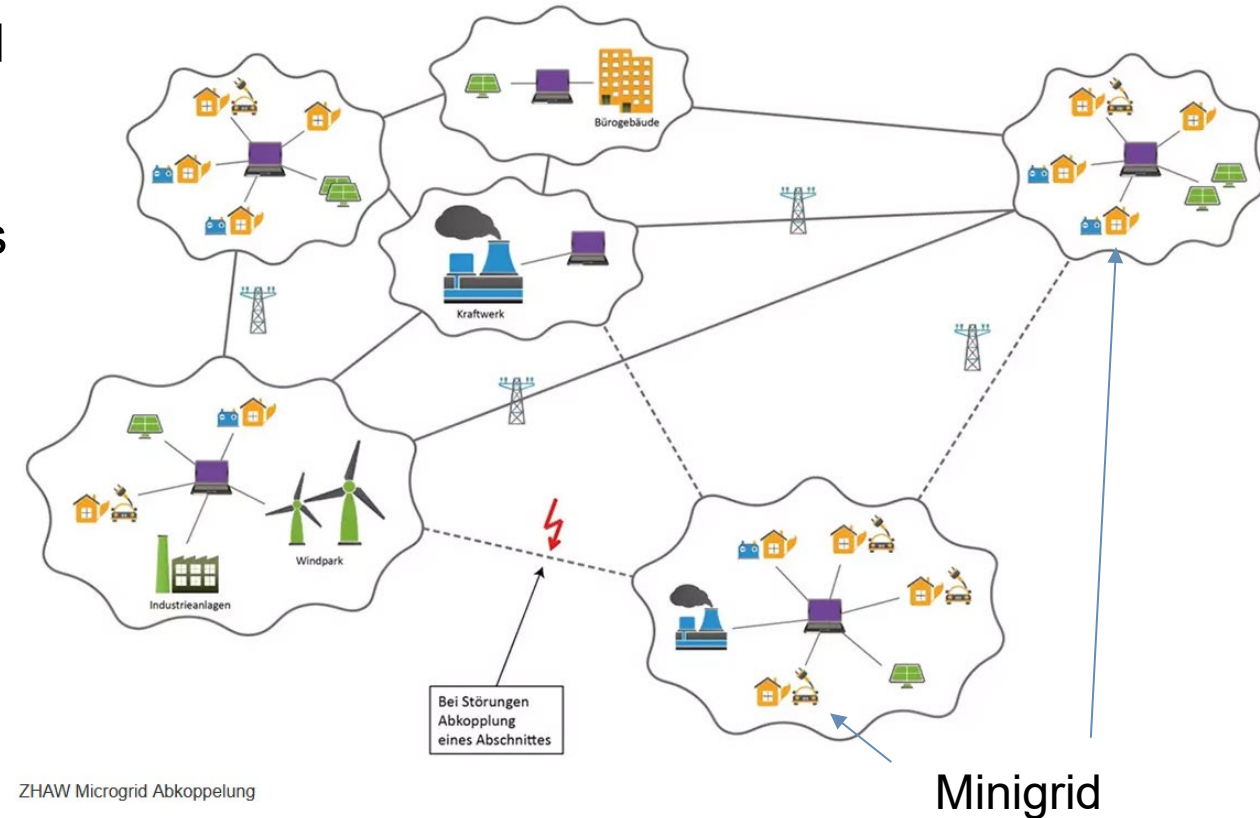 Bürogebäude
Kraftwerk
Windpark
Industrieanlagen
Bei Störungen
Abkopplung
eines Abschnittes
ZHAW Microgrid Abkoppelung
Minigrid